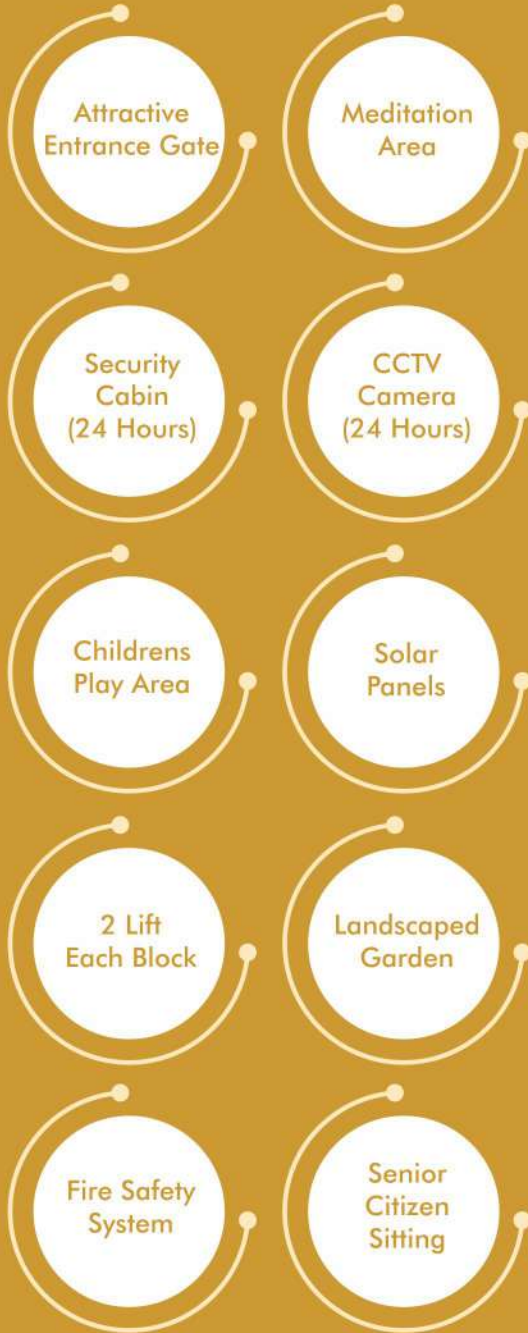 Attractive
Entrance Gate
Meditation
Area
Security
Cabin
(24 Hours)
CCTV
Camera
(24 Hours)
Childrens
Play Area
Solar
Panels
2 Lift
Each Block
Landscaped
Garden
Fire Safety
System
Senior
Citizen
Sitting